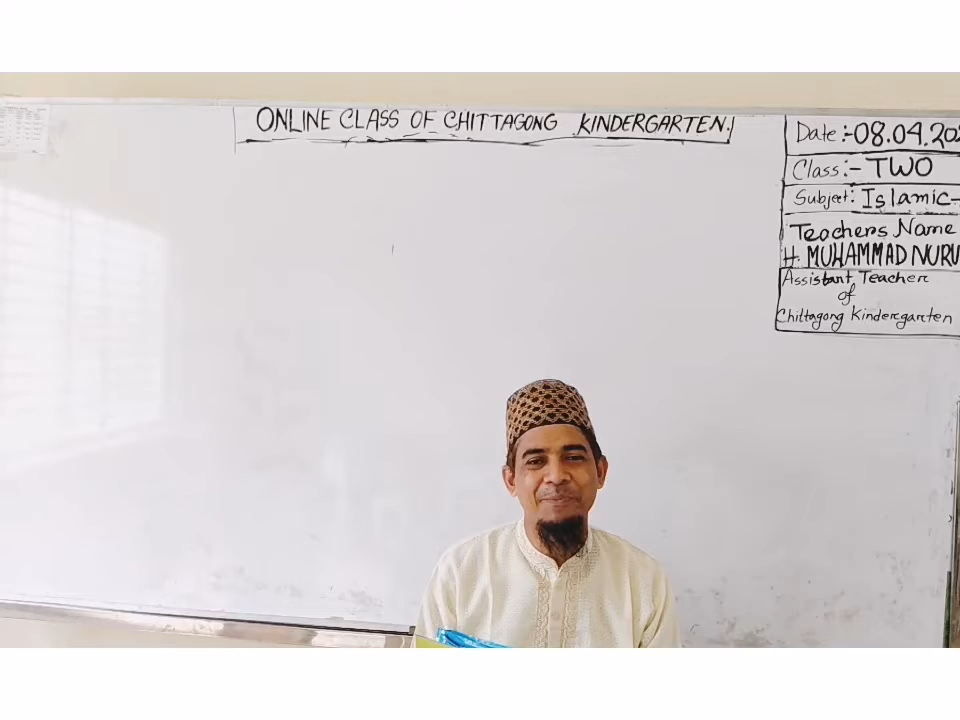 ONLINE CLASS OF CHITTAGONG KINDERGARTEN.
Date:-08.04.202
Class:- TWO
Subject: Islamic-
Teachers Name
H. MUHAMMAD NURU
Assistant Teacher
of
Chittagong Kindergarten